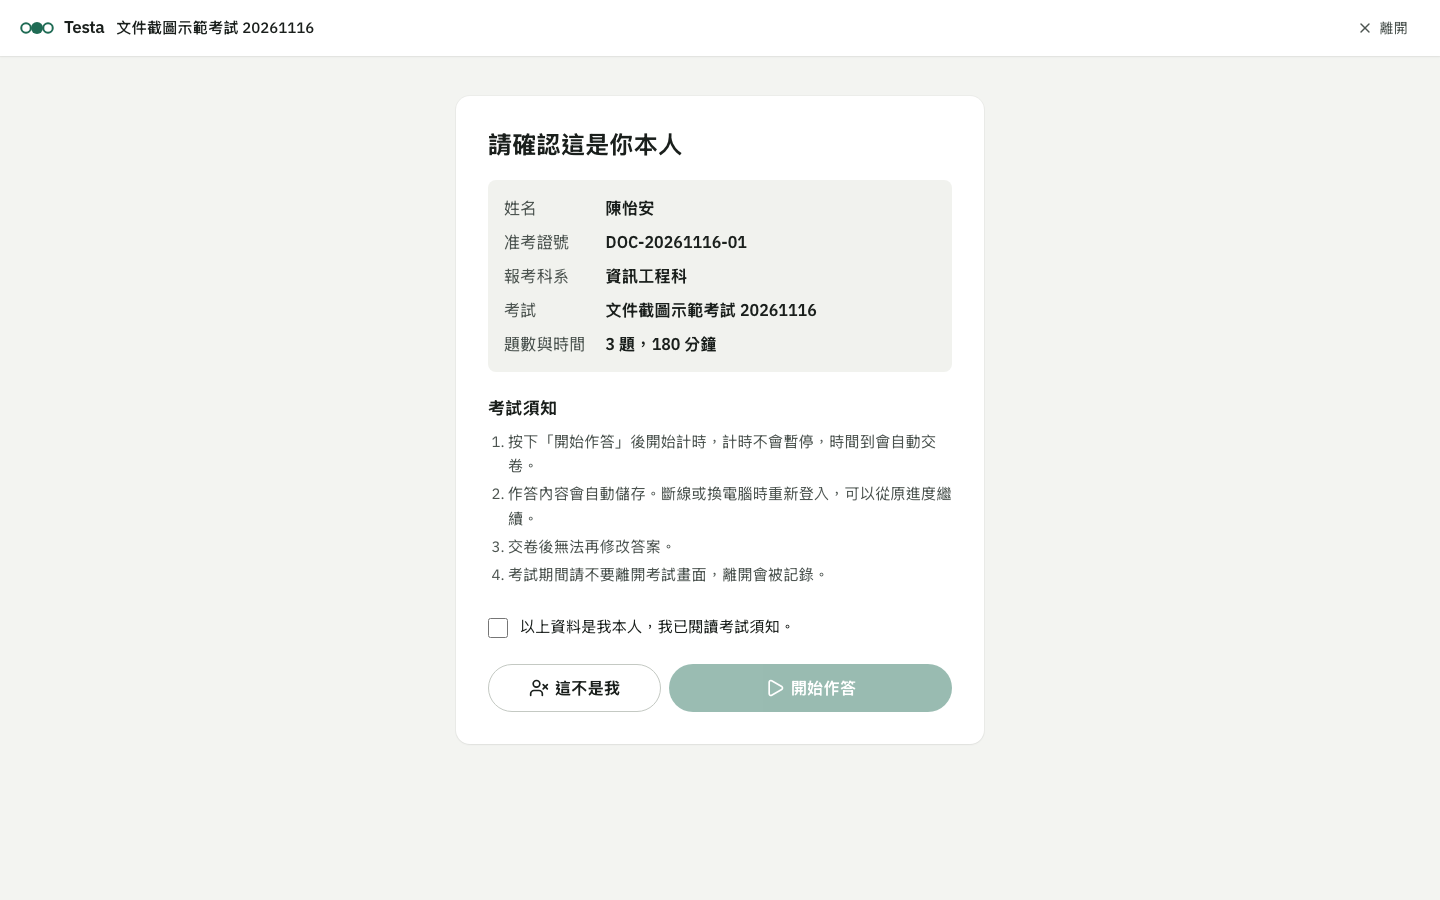 Testa 文件截圖示範考試 20261116
離開
請確認這是你本人
姓名 陳怡安
准考證號 DOC-20261116-01
報考科系 資訊工程科
考試 文件截圖示範考試 20261116
題數與時間 3 題，180 分鐘
考試須知
1. 按下「開始作答」後開始計時，計時不會暫停，時間到會自動交
卷。
2. 作答內容會自動儲存。斷線或換電腦時重新登入，可以從原進度繼
續。
3. 交卷後無法再修改答案。
4. 考試期間請不要離開考試畫面，離開會被記錄。
以上資料是我本人，我已閱讀考試須知。
這不是我
開始作答